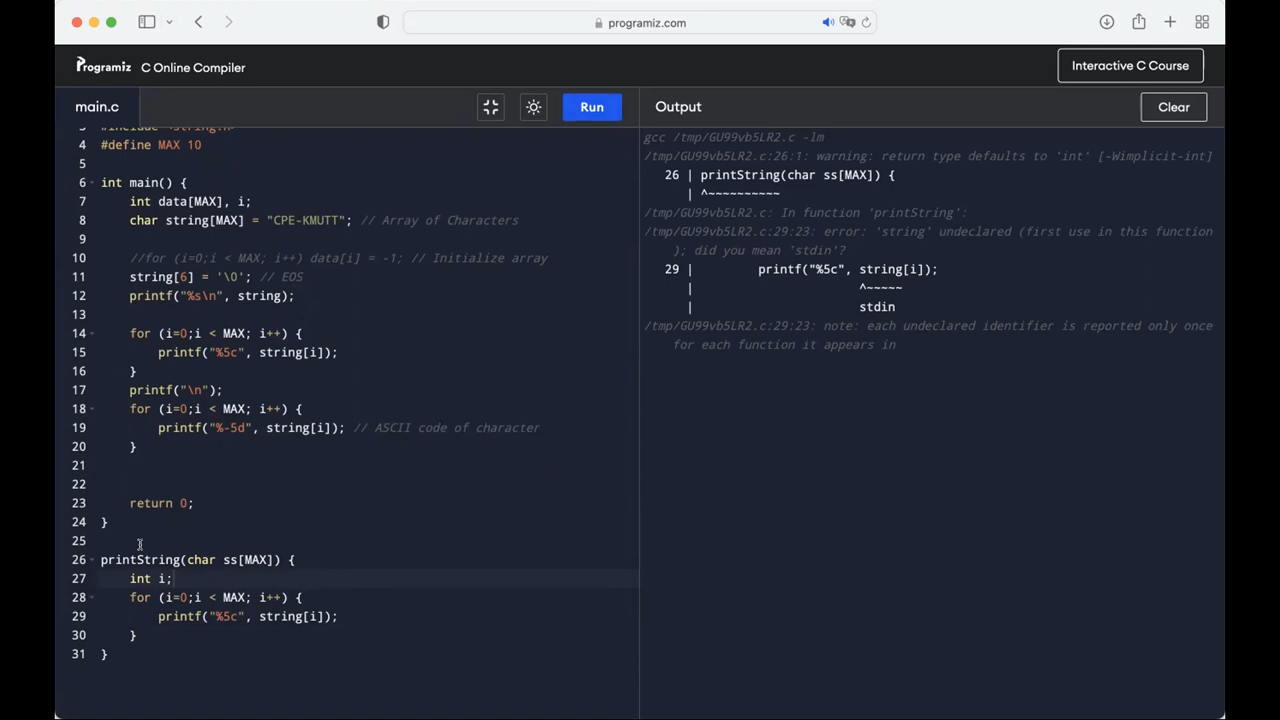 programiz.com
Programiz C Online Compiler
Interactive C Course
main.c
Run
Output
Clear
3 #include <string.h>
4 #define MAX 10
5
6 int main() {
7 int data[MAX], i;
8 char string[MAX] = "CPE-KMUTT"; // Array of Characters
9
10 //for (i=0;i < MAX; i++) data[i] = -1; // Initialize array
11 string[6] = '\0'; // EOS
12 printf("%s\n", string);
13
14 for (i=0;i < MAX; i++) {
15 printf("%5c", string[i]);
16 }
17 printf("\n");
18 for (i=0;i < MAX; i++) {
19 printf("%-5d", string[i]); // ASCII code of character
20 }
21
22
23 return 0;
24 }
25
26 printString(char ss[MAX]) {
27 int i;
28 for (i=0;i < MAX; i++) {
29 printf("%5c", string[i]);
30 }
31 }
gcc /tmp/GU99vb5LR2.c -lm
/tmp/GU99vb5LR2.c:26:1: warning: return type defaults to 'int' [-Wimplicit-int]
26 | printString(char ss[MAX]) {
| ^~~~~~~~~~~
/tmp/GU99vb5LR2.c: In function 'printString':
/tmp/GU99vb5LR2.c:29:23: error: 'string' undeclared (first use in this function
); did you mean 'stdin'?
29 | printf("%5c", string[i]);
| ^~~~~~
| stdin
/tmp/GU99vb5LR2.c:29:23: note: each undeclared identifier is reported only once
for each function it appears in